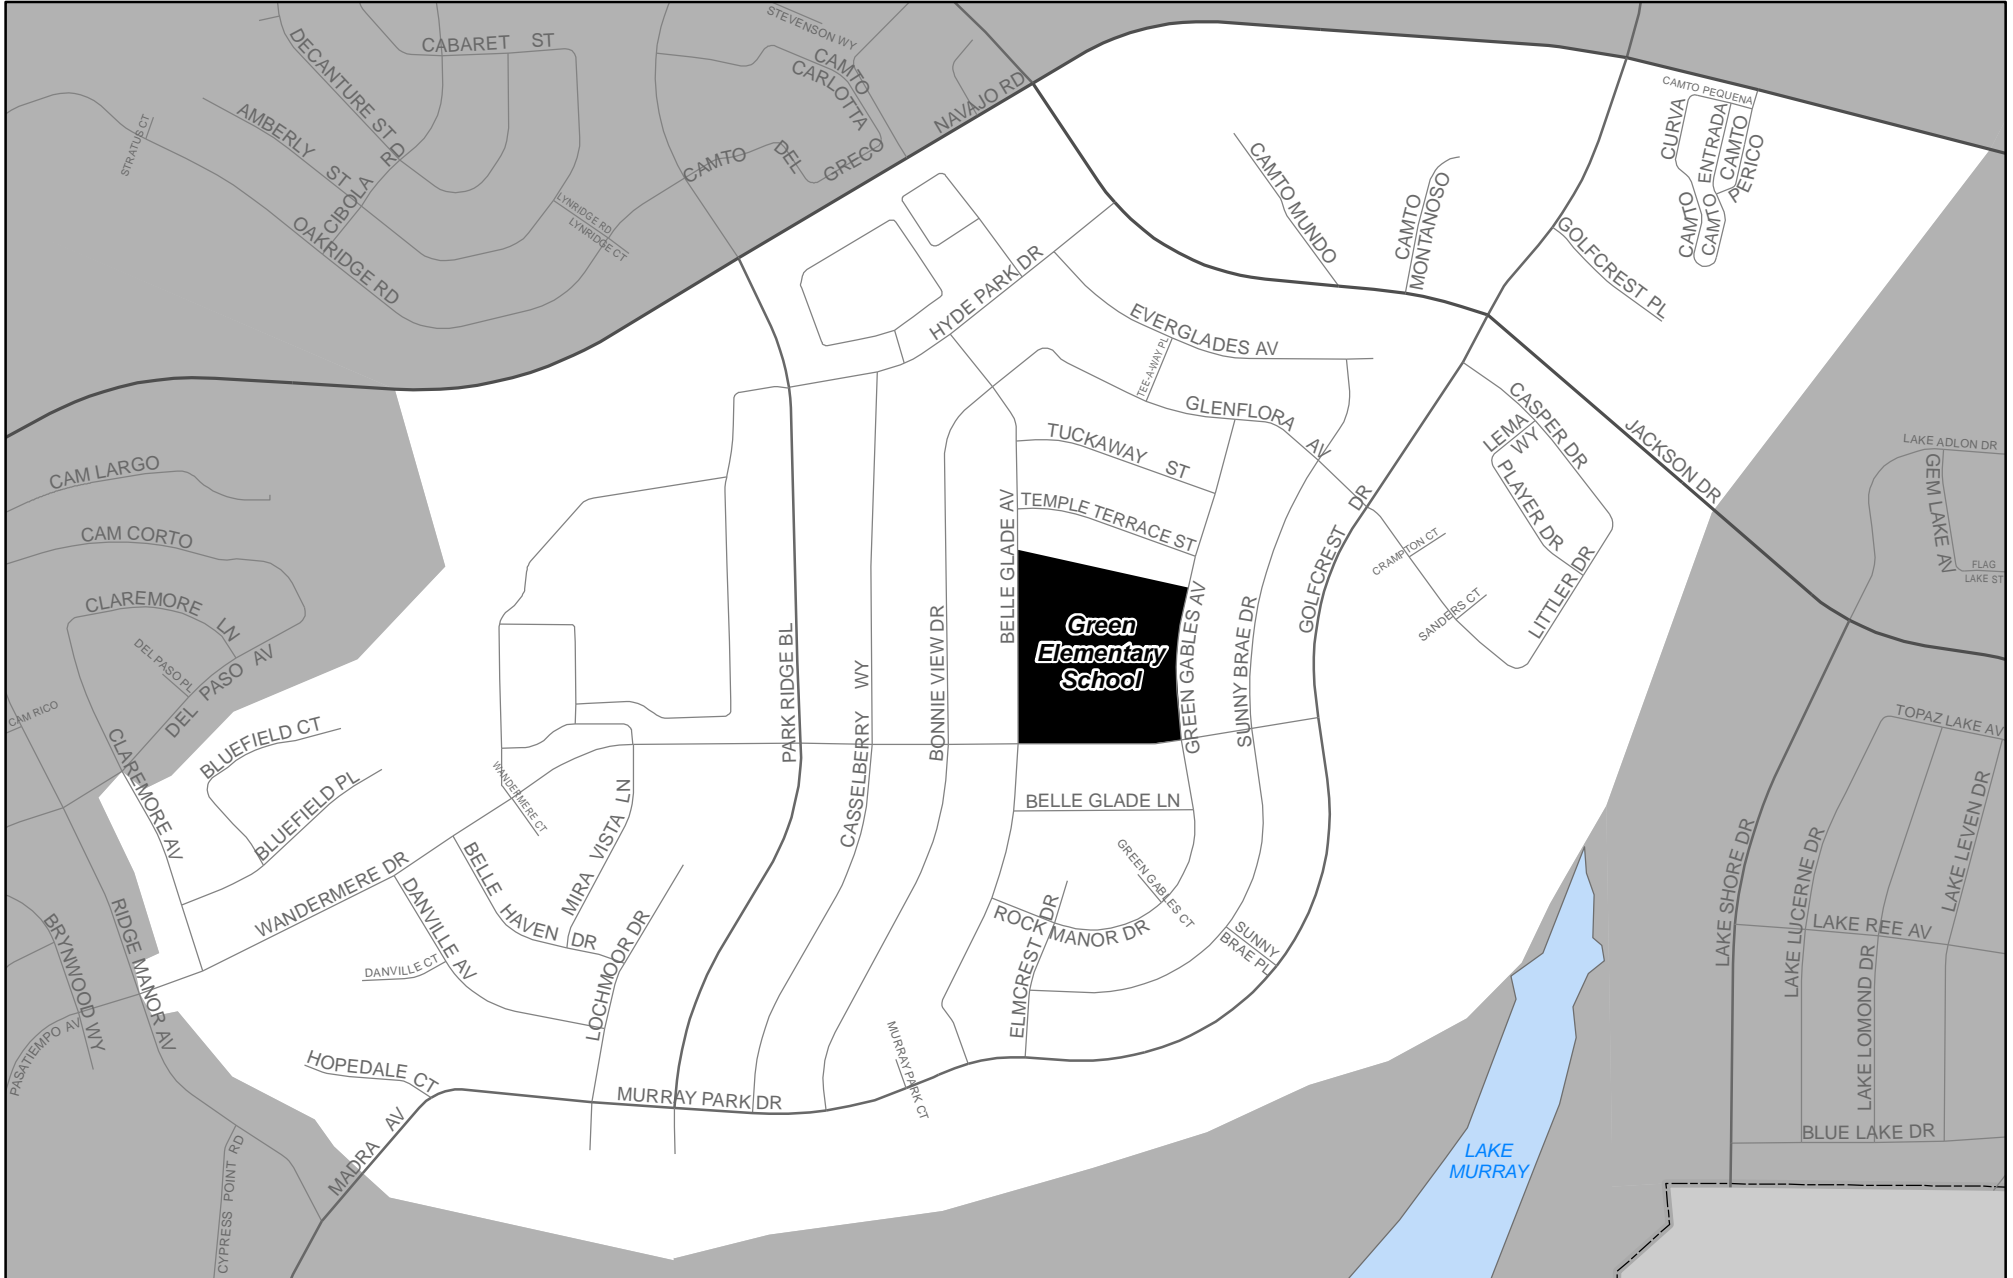 STEVENSON WY
CABARET ST
DECANTURE ST
CAMTO
CARLOTTA
NAVAJO RD
CAMTO PEQUENA
CURVA
ENTRADA
CAMTO
PERICO
CAMTO
CAMTO
STRATUS CT
AMBERLY ST
CIBOLA RD
OAKRIDGE RD
LYNRIDGE RD
LYNRIDGE CT
CAMTO DEL GRECO
CAMTO MUNDO
CAMTO
MONTANOSO
GOLFCREST PL
HYDE PARK DR
EVERGLADES AV
TEE-A-WAY PL
GLENFLORA AV
TUCKAWAY ST
TEMPLE TERRACE ST
CASPER DR
LEMA
WY
PLAYER DR
LITTLER DR
JACKSON DR
LAKE ADLON DR
GEM LAKE AV
FLAG
LAKE ST
CAM LARGO
CAM CORTO
CLAREMORE LN
DEL PASO PL
DEL PASO AV
CAM RICO
CLAREMORE AV
BLUEFIELD CT
BLUEFIELD PL
BELLE GLADE AV
Green
Elementary
School
GREEN GABLES AV
SUNNY BRAE DR
GOLFCREST DR
CRAMPTON CT
SANDERS CT
PARK RIDGE BL
CASSELBERRY WY
BONNIE VIEW DR
WANDERMERE CT
WANDERMERE DR
BELLE HAVEN DR
MIRA VISTA LN
DANVILLE AV
DANVILLE CT
LOCHMOOR DR
BELLE GLADE LN
GREEN GABLES CT
ROCK MANOR DR
ELMCREST DR
SUNNY
BRAE PL
MURRAY PARK CT
MURRAY PARK DR
HOPEDALE CT
MADRA AV
RIDGE MANOR AV
BRYNWOOD WY
PASATIEMPO AV
CYPRESS POINT RD
TOPAZ LAKE AV
LAKE SHORE DR
LAKE LUCERNE DR
LAKE LEVEN DR
LAKE REE AV
LAKE LOMOND DR
BLUE LAKE DR
LAKE
MURRAY